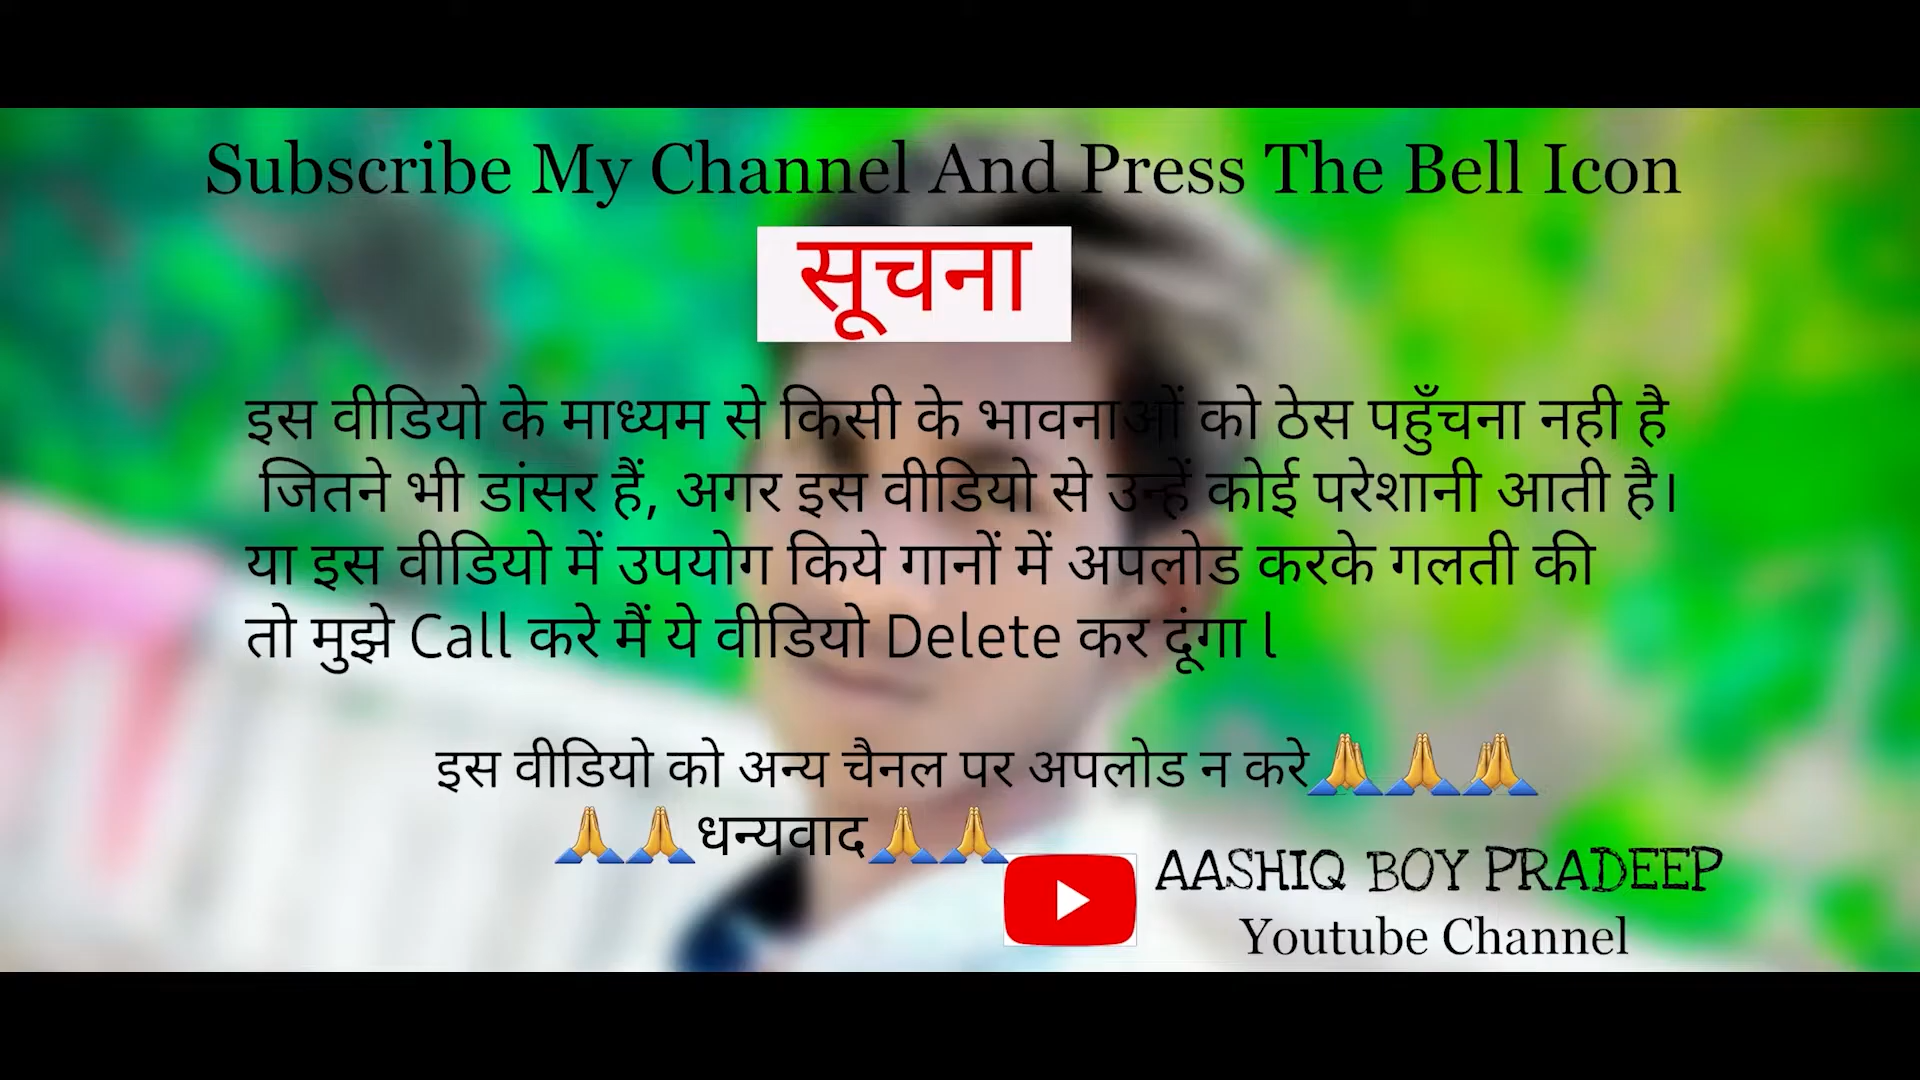 Subscribe My Channel And Press The Bell Icon
सूचना
इस वीडियो के माध्यम से किसी के भावनाओं को ठेस पहुँचना नही है
जितने भी डांसर हैं, अगर इस वीडियो से उन्हें कोई परेशानी आती है।
या इस वीडियो में उपयोग किये गानों में अपलोड करके गलती की
तो मुझे Call करे मैं ये वीडियो Delete कर दूंगा l
इस वीडियो को अन्य चैनल पर अपलोड न करे🙏🙏🙏
🙏🙏धन्यवाद🙏🙏
AASHIQ BOY PRADEEP
Youtube Channel